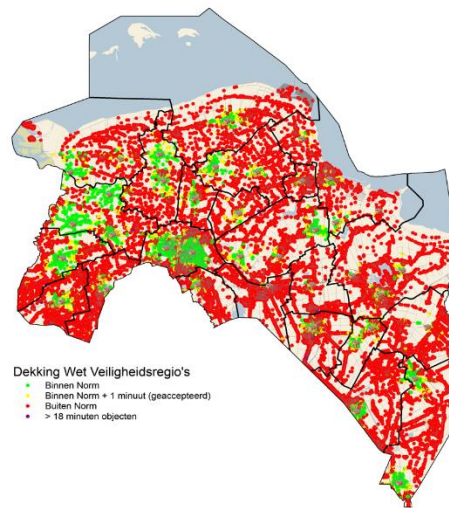 Dekking Wet Veiligheidsregio's
Binnen Norm
Binnen Norm + 1 minuut (geaccepteerd)
Buiten Norm
> 18 minuten objecten